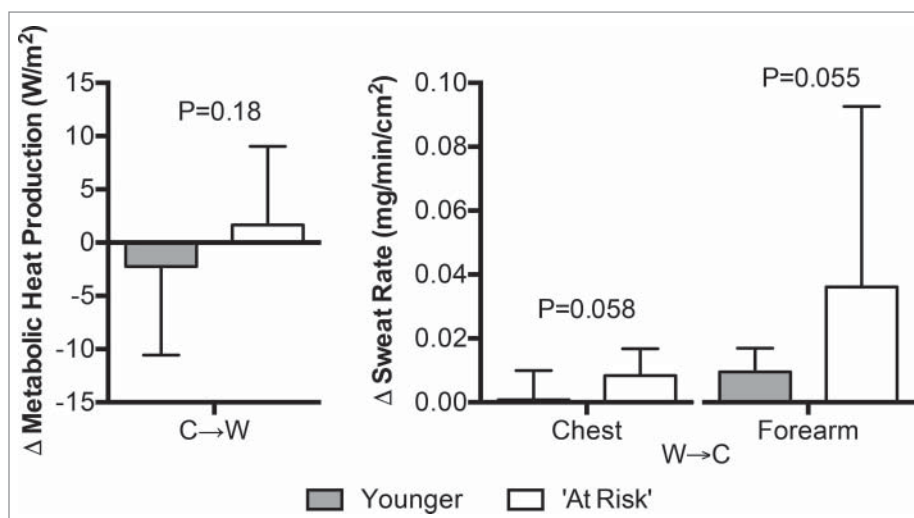 Δ Metabolic Heat Production (W/m²)
15
10
5
0
-5
-10
-15
P=0.18
C→W
Δ Sweat Rate (mg/min/cm²)
0.10
0.08
0.06
0.04
0.02
0.00
P=0.058
P=0.055
Chest
Forearm
W→C
Younger
'At Risk'